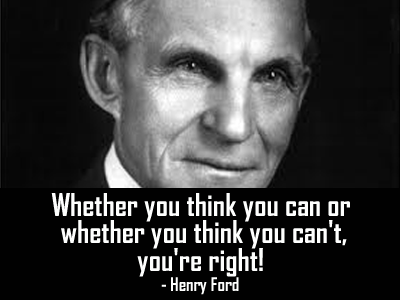 Whether you think you can or
whether you think you can't,
you're right!
- Henry Ford